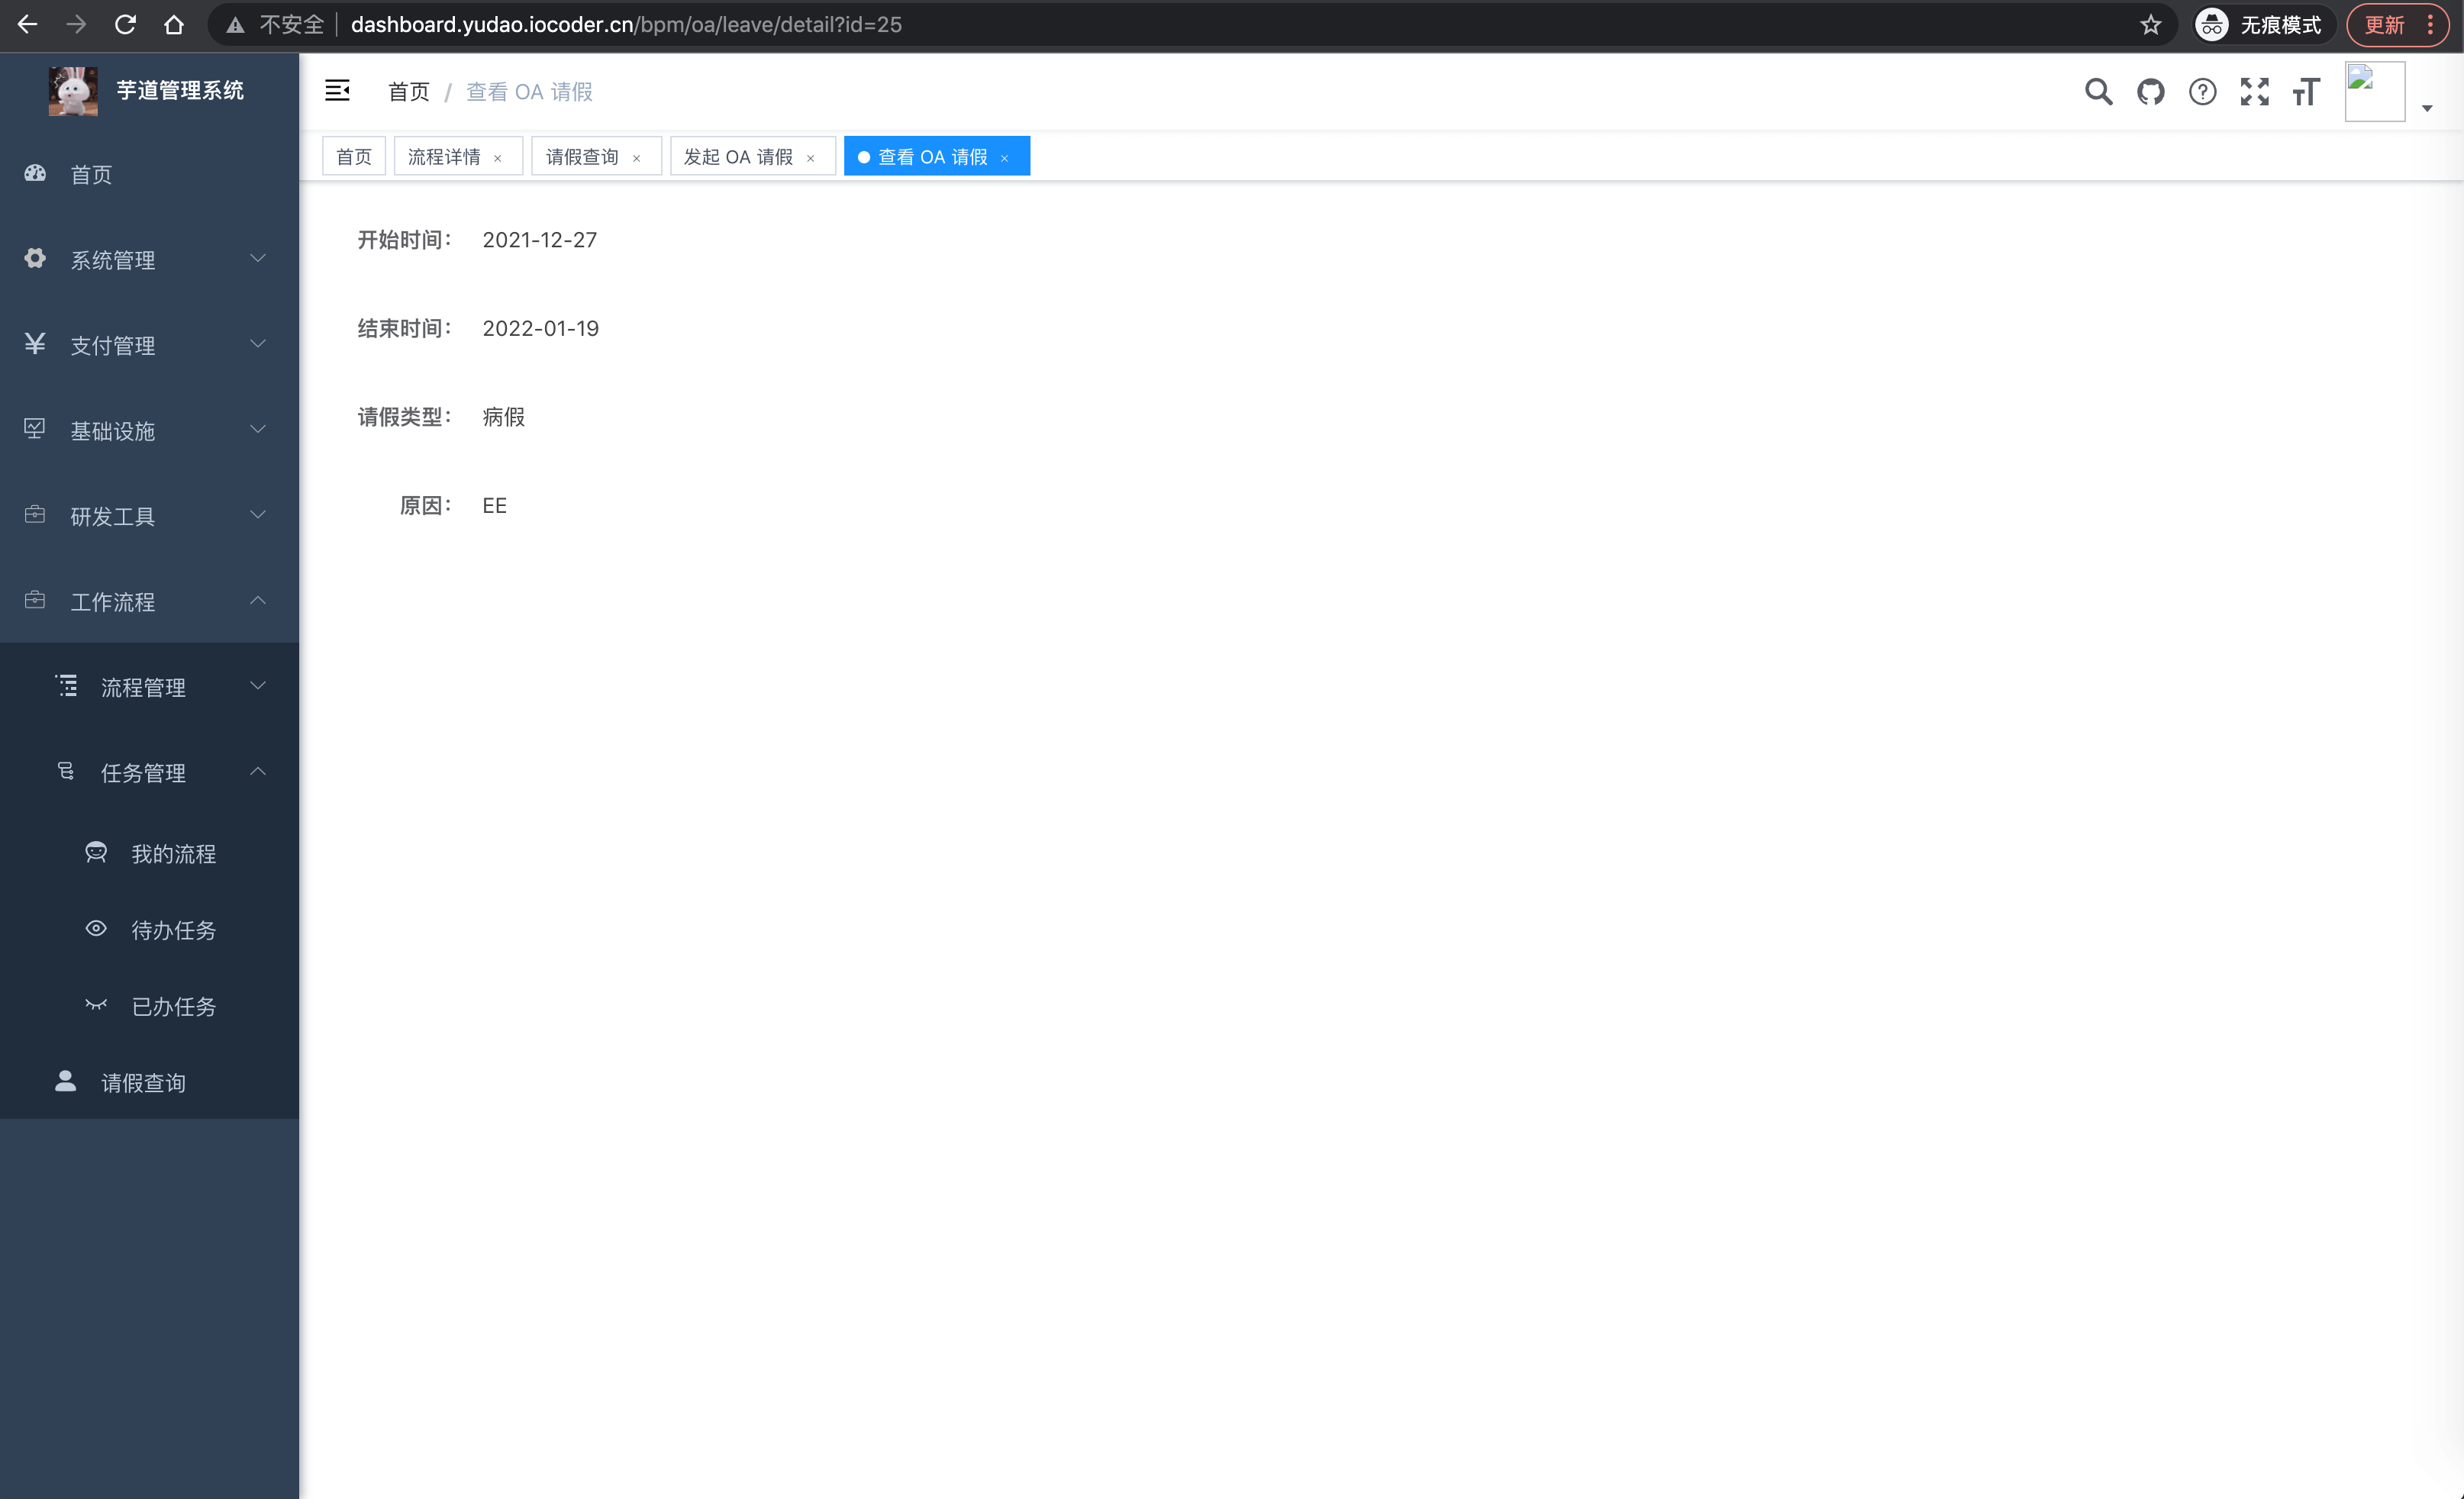 不安全 dashboard.yudao.iocoder.cn/bpm/oa/leave/detail?id=25 无痕模式 更新
芋道管理系统
首页 / 查看 OA 请假
首页 流程详情 × 请假查询 × 发起 OA 请假 × 查看 OA 请假 ×
首页
系统管理
支付管理
基础设施
研发工具
工作流程
流程管理
任务管理
我的流程
待办任务
已办任务
请假查询
开始时间： 2021-12-27
结束时间： 2022-01-19
请假类型： 病假
原因： EE